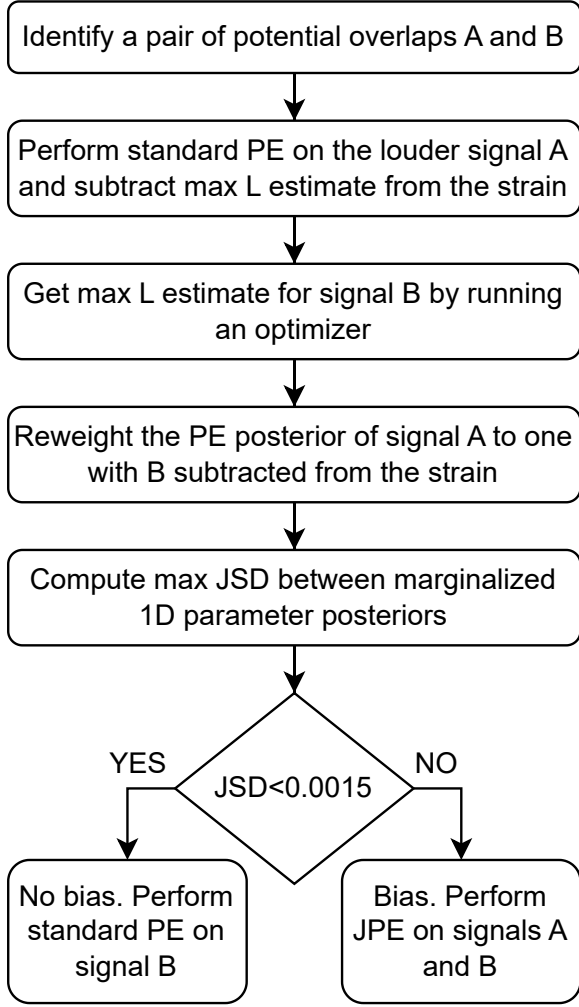 Identify a pair of potential overlaps A and B
Perform standard PE on the louder signal A
and subtract max L estimate from the strain
Get max L estimate for signal B by running
an optimizer
Reweight the PE posterior of signal A to one
with B subtracted from the strain
Compute max JSD between marginalized
1D parameter posteriors
YES
NO
JSD<0.0015
No bias. Perform
standard PE on
signal B
Bias. Perform
JPE on signals A
and B